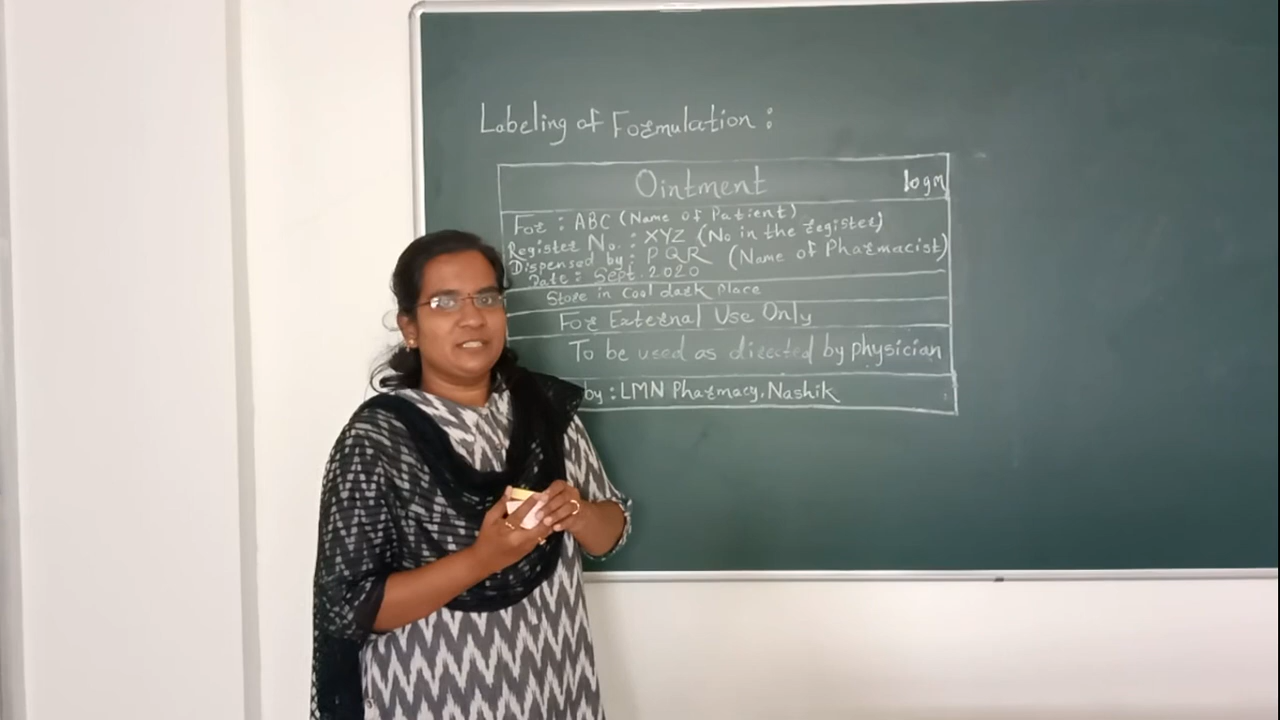 Labeling of Formulation :
Ointment 10gm
For : ABC (Name of Patient)
Register No. : XYZ (No in the register)
Dispensed by : PQR (Name of Pharmacist)
Date : Sept. 2020
Store in Cool dark Place
For External Use Only
To be used as directed by physician
by : LMN Pharmacy, Nashik